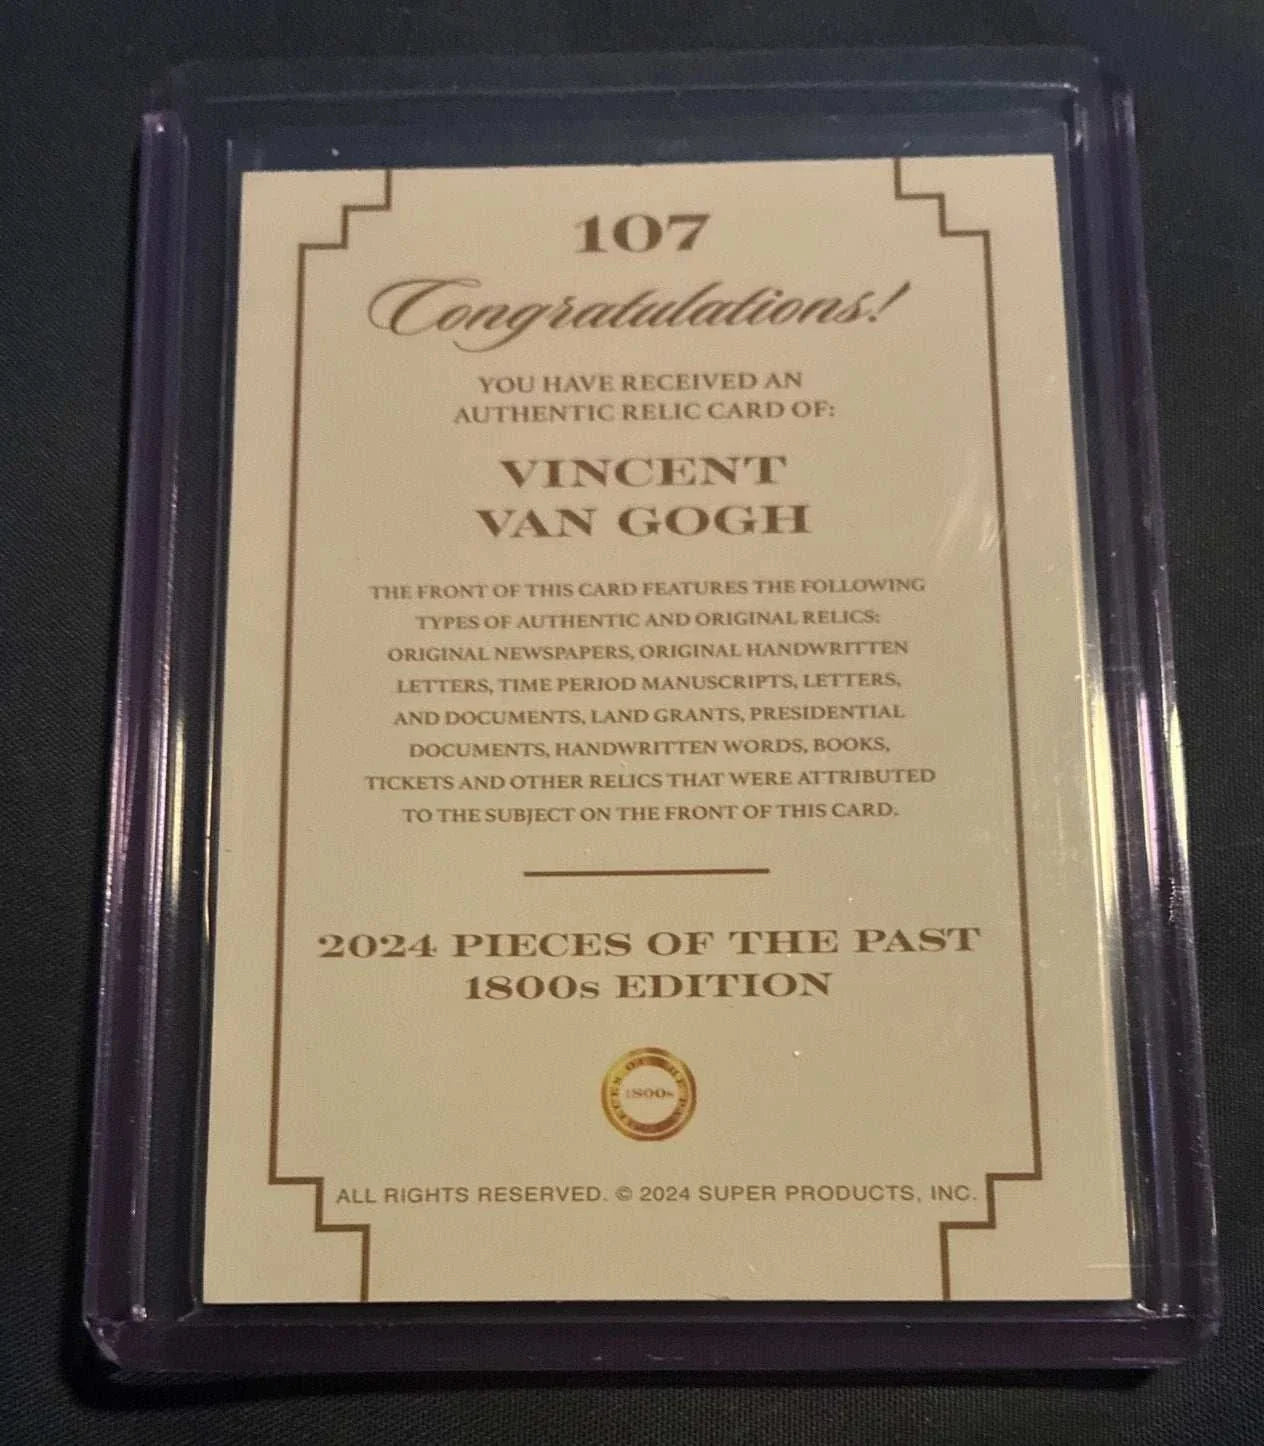 107
Congratulations!
YOU HAVE RECEIVED AN
AUTHENTIC RELIC CARD OF:
VINCENT
VAN GOGH
THE FRONT OF THIS CARD FEATURES THE FOLLOWING
TYPES OF AUTHENTIC AND ORIGINAL RELICS:
ORIGINAL NEWSPAPERS, ORIGINAL HANDWRITTEN
LETTERS, TIME PERIOD MANUSCRIPTS, LETTERS,
AND DOCUMENTS, LAND GRANTS, PRESIDENTIAL
DOCUMENTS, HANDWRITTEN WORDS, BOOKS,
TICKETS AND OTHER RELICS THAT WERE ATTRIBUTED
TO THE SUBJECT ON THE FRONT OF THIS CARD.
2024 PIECES OF THE PAST
1800s EDITION
PIECES OF THE PAST
1800s
ALL RIGHTS RESERVED. © 2024 SUPER PRODUCTS, INC.